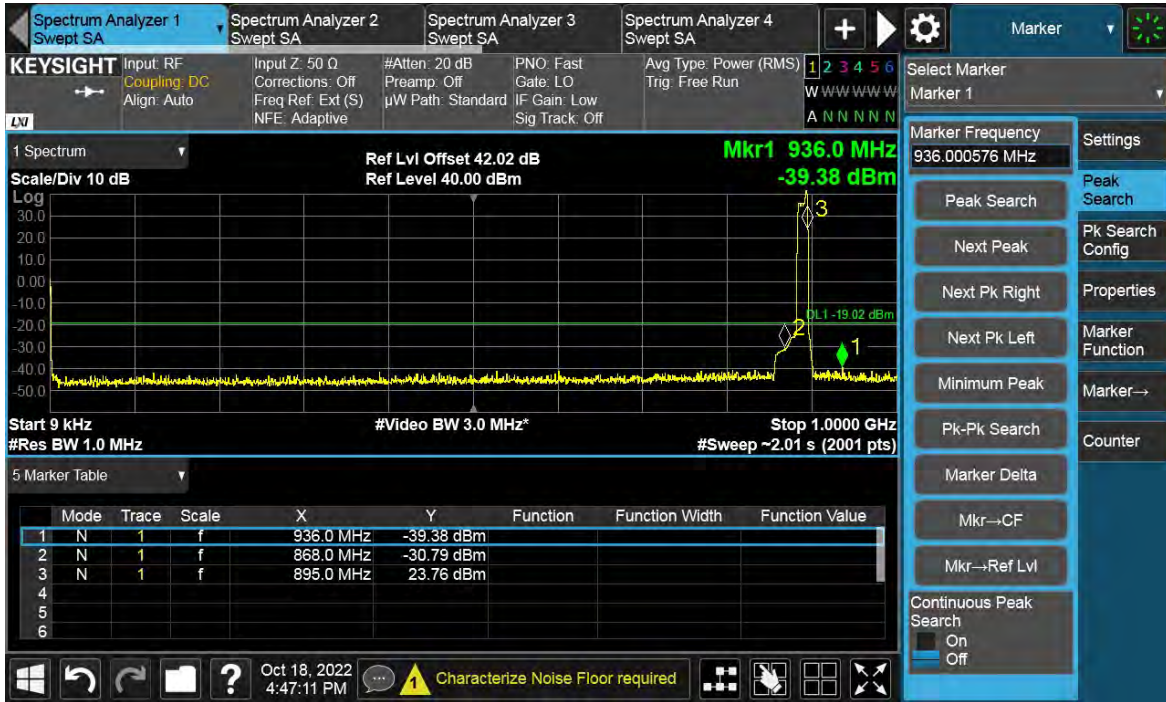 Spectrum Analyzer 1
Swept SA
Spectrum Analyzer 2
Swept SA
Spectrum Analyzer 3
Swept SA
Spectrum Analyzer 4
Swept SA
+
Marker
KEYSIGHT
LXI
Input: RF
Coupling: DC
Align: Auto
Input Z: 50 Ω
Corrections: Off
Freq Ref: Ext (S)
NFE: Adaptive
#Atten: 20 dB
Preamp: Off
µW Path: Standard
PNO: Fast
Gate: LO
IF Gain: Low
Sig Track: Off
Avg Type: Power (RMS)
Trig: Free Run
1 2 3 4 5 6
W W W W W W
A N N N N N
Select Marker
Marker 1
1 Spectrum
Scale/Div 10 dB
Ref Lvl Offset 42.02 dB
Ref Level 40.00 dBm
Mkr1 936.0 MHz
-39.38 dBm
Log
30.0
20.0
10.0
0.00
-10.0
-20.0
-30.0
-40.0
-50.0
3
DL1 -19.02 dBm
2
1
Start 9 kHz
#Res BW 1.0 MHz
#Video BW 3.0 MHz*
Stop 1.0000 GHz
#Sweep ~2.01 s (2001 pts)
5 Marker Table
Mode Trace Scale X Y Function Function Width Function Value
1 N 1 f 936.0 MHz -39.38 dBm
2 N 1 f 868.0 MHz -30.79 dBm
3 N 1 f 895.0 MHz 23.76 dBm
4
5
6
Marker Frequency
936.000576 MHz
Peak Search
Next Peak
Next Pk Right
Next Pk Left
Minimum Peak
Pk-Pk Search
Marker Delta
Mkr→CF
Mkr→Ref Lvl
Continuous Peak
Search
On
Off
Settings
Peak
Search
Pk Search
Config
Properties
Marker
Function
Marker→
Counter
?
Oct 18, 2022
4:47:11 PM
1
Characterize Noise Floor required